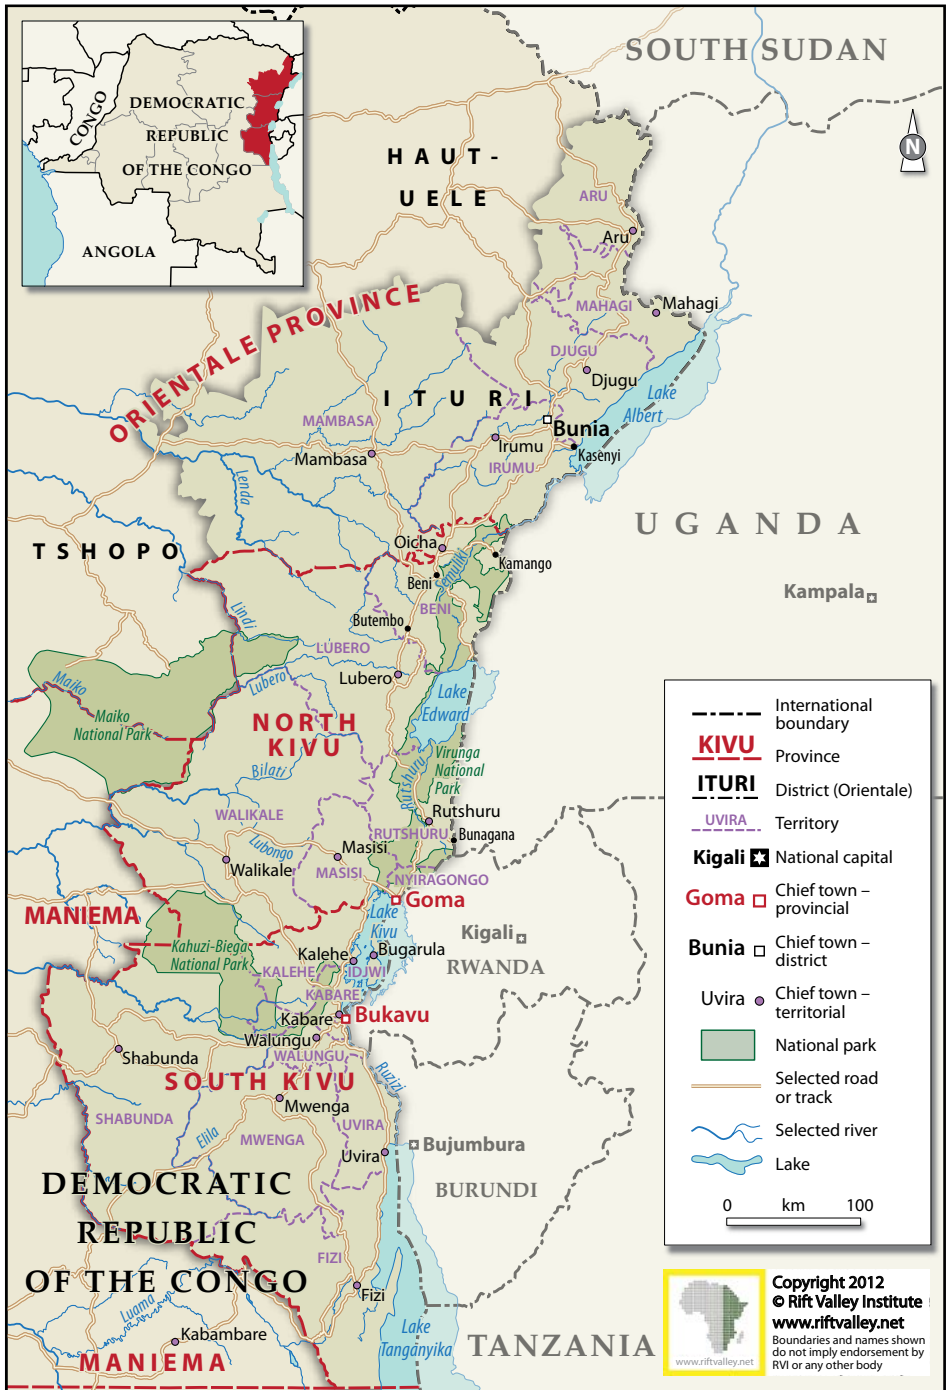 SOUTH SUDAN
DEMOCRATIC
REPUBLIC
OF THE CONGO
CONGO
ANGOLA
N
HAUT-
UELE
ARU
Aru
MAHAGI
Mahagi
ORIENTALE PROVINCE
DJUGU
Djugu
Lake
Albert
ITURI
MAMBASA
Bunia
Irumu
Kasenyi
Mambasa
IRUMU
Lenda
UGANDA
TSHOPO
Oicha
Semuliki
Kamango
Beni
Kampala
BENI
Lindi
Butembo
LUBERO
Lubero
Lubero
Maiko
Maiko
National Park
Lake
Edward
NORTH
KIVU
Virunga
National
Park
Bilati
Rutshuru
WALIKALE
Rutshuru
RUTSHURU
Bunagana
Lubongo
Masisi
Walikale
MASISI
NYIRAGONGO
Goma
MANIEMA
Lake
Kivu
Kigali
Kahuzi-Biega
National Park
Kalehe
Bugarula
RWANDA
KALEHE
IDJWI
KABARE
Kabare
Bukavu
Walungu
WALUNGU
Shabunda
SOUTH KIVU
Ruzizi
Mwenga
SHABUNDA
UVIRA
Elila
MWENGA
Uvira
Bujumbura
DEMOCRATIC
REPUBLIC
OF THE CONGO
BURUNDI
FIZI
Fizi
Luama
Kabambare
MANIEMA
Lake
Tanganyika
TANZANIA
International
boundary
KIVU
Province
ITURI
District (Orientale)
UVIRA
Territory
Kigali
National capital
Goma
Chief town –
provincial
Bunia
Chief town –
district
Uvira
Chief town –
territorial
National park
Selected road
or track
Selected river
Lake
0 km 100
www.riftvalley.net
Copyright 2012
© Rift Valley Institute
www.riftvalley.net
Boundaries and names shown
do not imply endorsement by
RVI or any other body